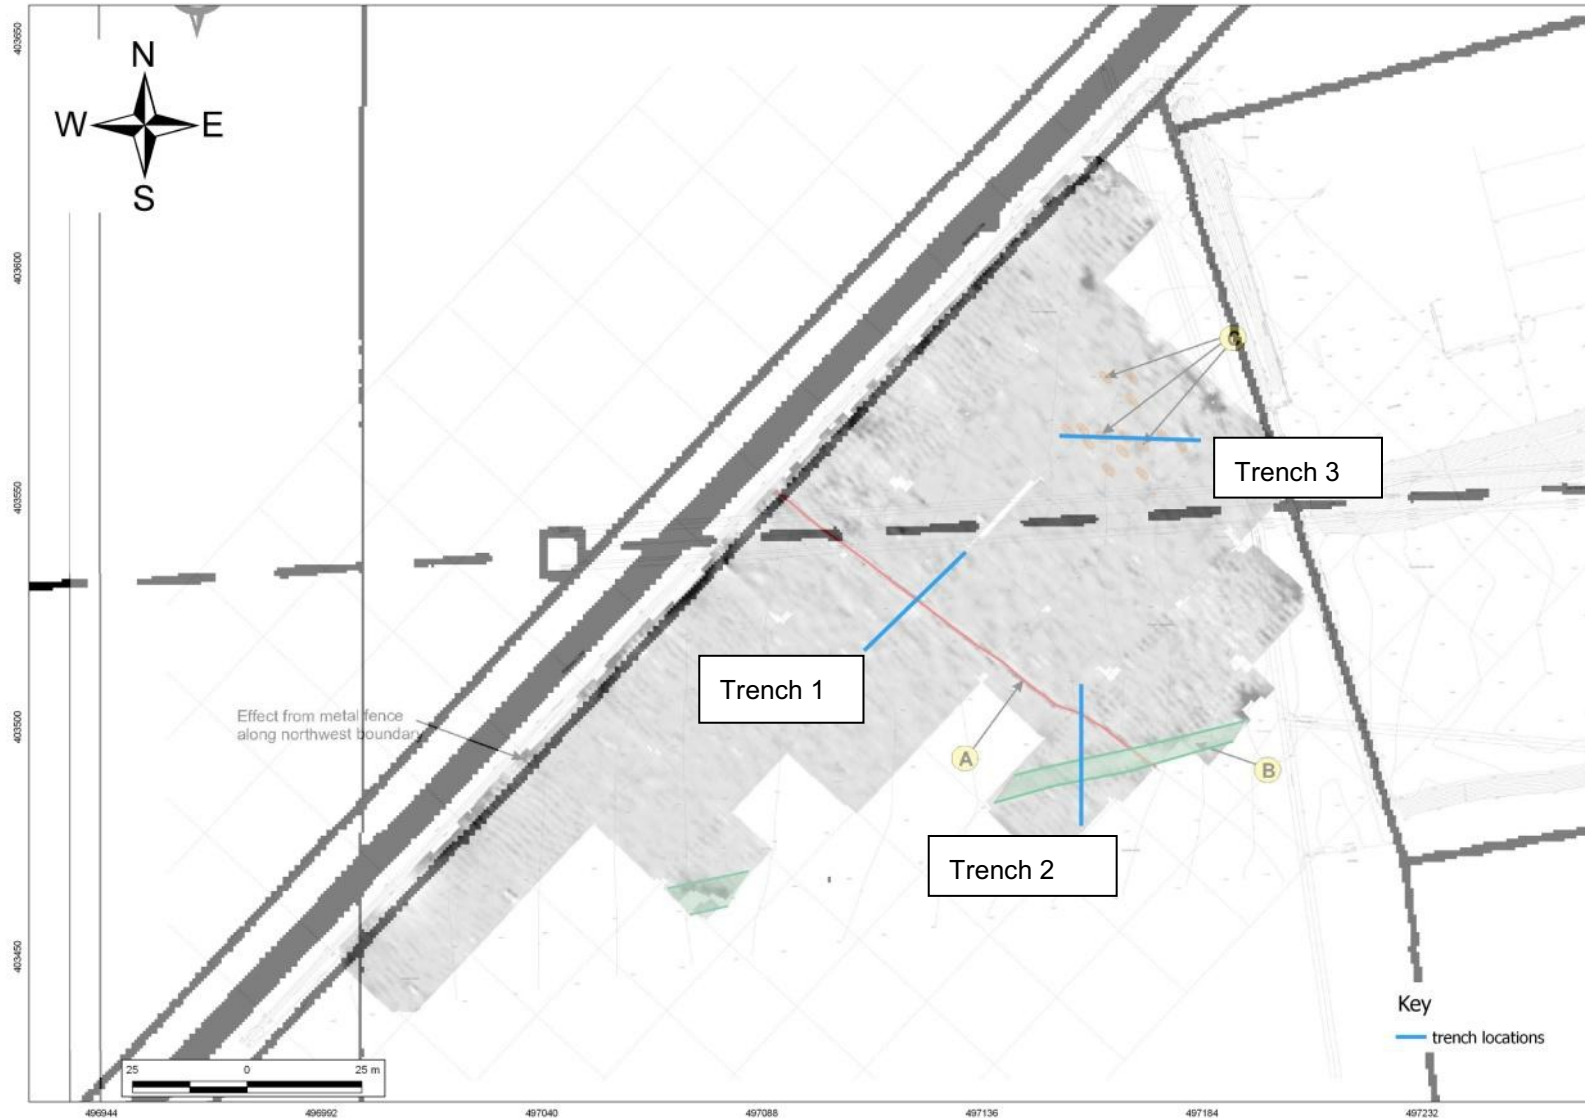 403650
N
W E
S
403600
C
Trench 3
403550
Trench 1
403500
Effect from metal fence
along northwest boundary
A
B
Trench 2
403450
Key
trench locations
25 0 25 m
496944 496992 497040 497088 497136 497184 497232